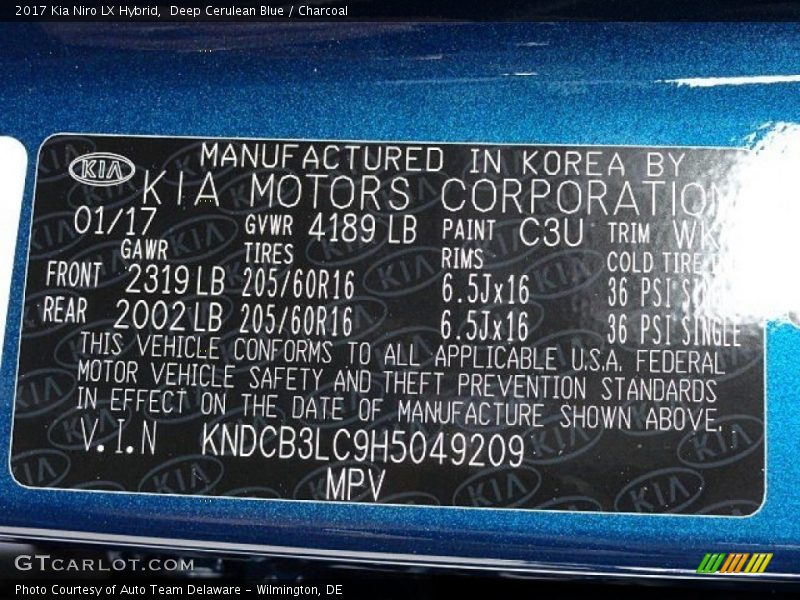 2017 Kia Niro LX Hybrid,  Deep Cerulean Blue / Charcoal
KIA MANUFACTURED IN KOREA BY
KIA MOTORS CORPORATION
01/17 GVWR 4189 LB PAINT C3U TRIM WK
GAWR TIRES RIMS COLD TIRE
FRONT 2319 LB 205/60R16 6.5Jx16 36 PSI SINGLE
REAR 2002 LB 205/60R16 6.5Jx16 36 PSI SINGLE
THIS VEHICLE CONFORMS TO ALL APPLICABLE U.S.A. FEDERAL
MOTOR VEHICLE SAFETY AND THEFT PREVENTION STANDARDS
IN EFFECT ON THE DATE OF MANUFACTURE SHOWN ABOVE.
V.I.N KNDCB3LC9H5049209
MPV
GTCARLOT.COM
Photo Courtesy of Auto Team Delaware – Wilmington, DE